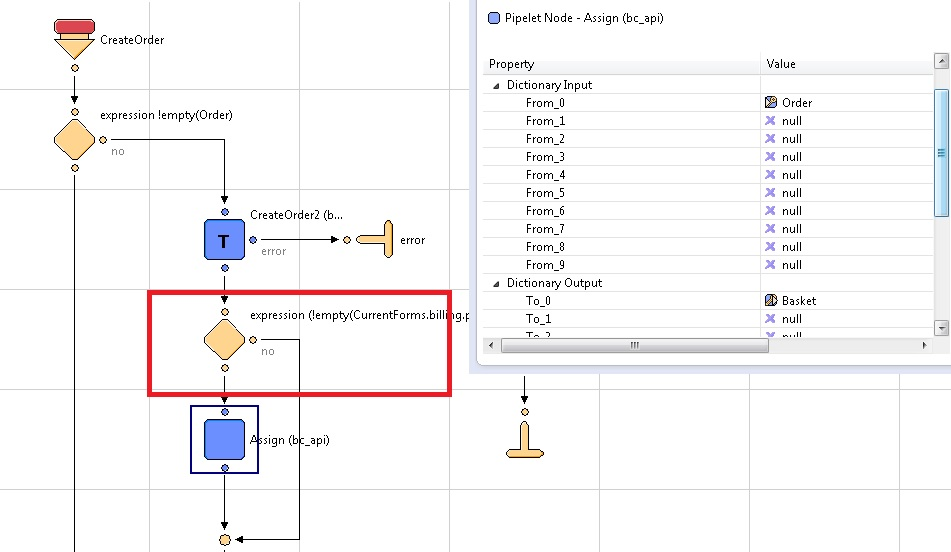 CreateOrder
expression !empty(Order)
no
CreateOrder2 (b...
T
error
error
expression (!empty(CurrentForms.billing.p
no
Assign (bc_api)
Pipelet Node - Assign (bc_api)
Property Value
Dictionary Input
From_0 Order
From_1 null
From_2 null
From_3 null
From_4 null
From_5 null
From_6 null
From_7 null
From_8 null
From_9 null
Dictionary Output
To_0 Basket
To_1 null
To_2 null